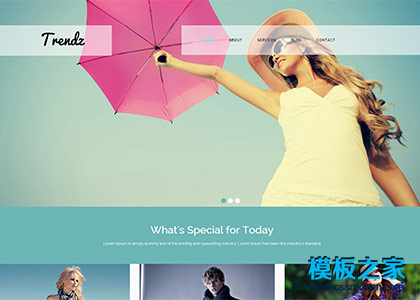 Trendz
HOME ABOUT SERVICES BLOG CONTACT
What's Special for Today
Lorem Ipsum is simply dummy text of the printing and typesetting industry. Lorem Ipsum has been the industry's standard
模板之家